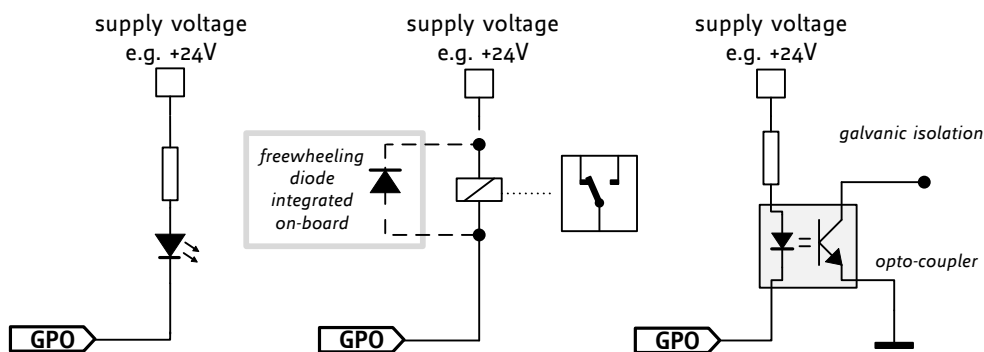 supply voltage
e.g. +24V
supply voltage
e.g. +24V
supply voltage
e.g. +24V
galvanic isolation
freewheeling
diode
integrated
on-board
opto-coupler
GPO
GPO
GPO